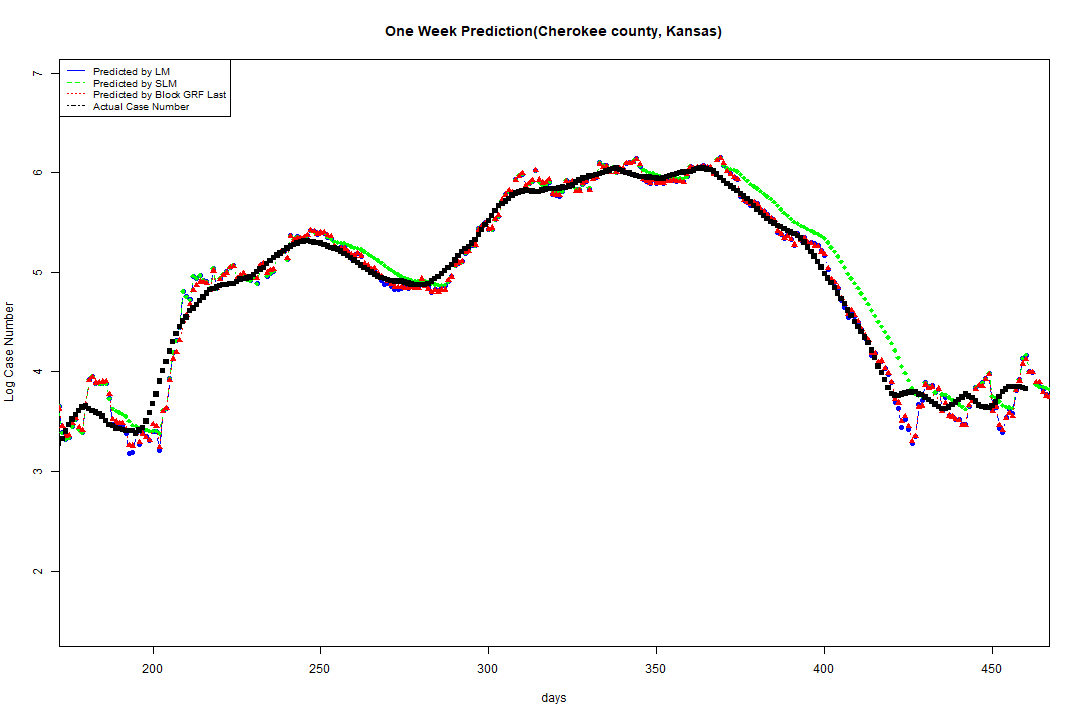 One Week Prediction(Cherokee county, Kansas)
Predicted by LM
Predicted by SLM
Predicted by Block GRF Last
Actual Case Number
7
6
5
4
3
2
Log Case Number
200 250 300 350 400 450
days